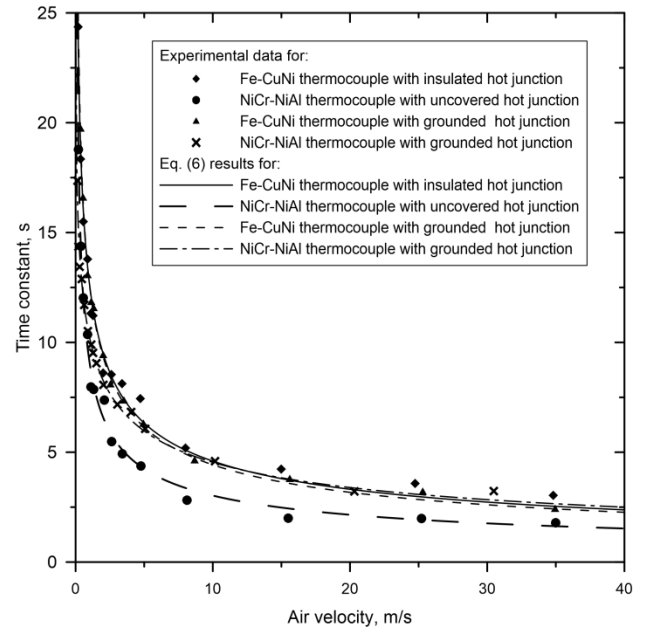 25
20
15
10
5
0
Time constant, s
Experimental data for:
Fe-CuNi thermocouple with insulated hot junction
NiCr-NiAl thermocouple with uncovered hot junction
Fe-CuNi thermocouple with grounded hot junction
NiCr-NiAl thermocouple with grounded hot junction
Eq. (6) results for:
Fe-CuNi thermocouple with insulated hot junction
NiCr-NiAl thermocouple with uncovered hot junction
Fe-CuNi thermocouple with grounded hot junction
NiCr-NiAl thermocouple with grounded hot junction
0 10 20 30 40
Air velocity, m/s